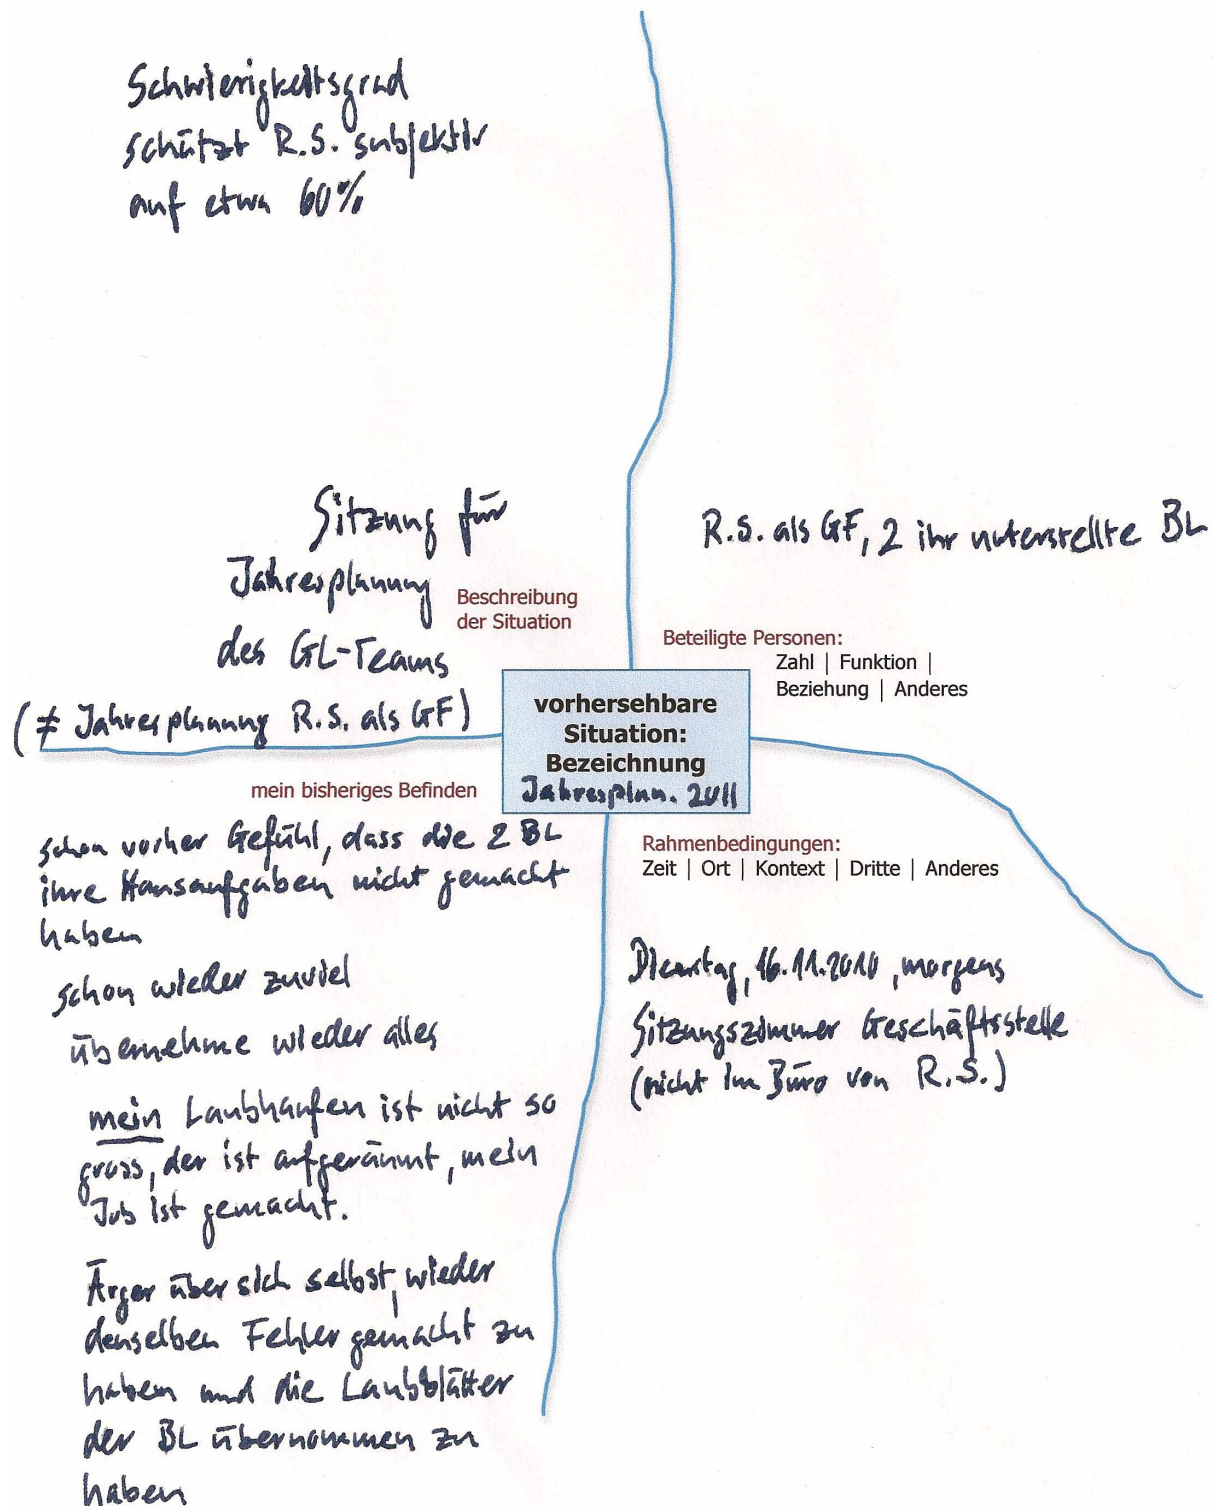 Schwierigkeitsgrad
schätzt R.S. subjektiv
auf etwa 60%
Sitzung für
Jahresplanung
des GL-Teams
(≠ Jahresplanung R.S. als GF)
Beschreibung
der Situation
R.S. als GF, 2 ihr unterstellte BL
Beteiligte Personen:
Zahl | Funktion |
Beziehung | Anderes
vorhersehbare
Situation:
Bezeichnung
Jahresplan. 2011
mein bisheriges Befinden
schon vorher Gefühl, dass die 2 BL
ihre Hausaufgaben nicht gemacht
haben
schon wieder zuviel
übernehme wieder alles
mein Laubhaufen ist nicht so
gross, der ist aufgeräumt, mein
Job ist gemacht.
Ärger über sich selbst, wieder
denselben Fehler gemacht zu
haben und die Laubblätter
der BL übernommen zu
haben
Rahmenbedingungen:
Zeit | Ort | Kontext | Dritte | Anderes
Dienstag, 16.11.2010, morgens
Sitzungszimmer Geschäftsstelle
(nicht im Büro von R.S.)